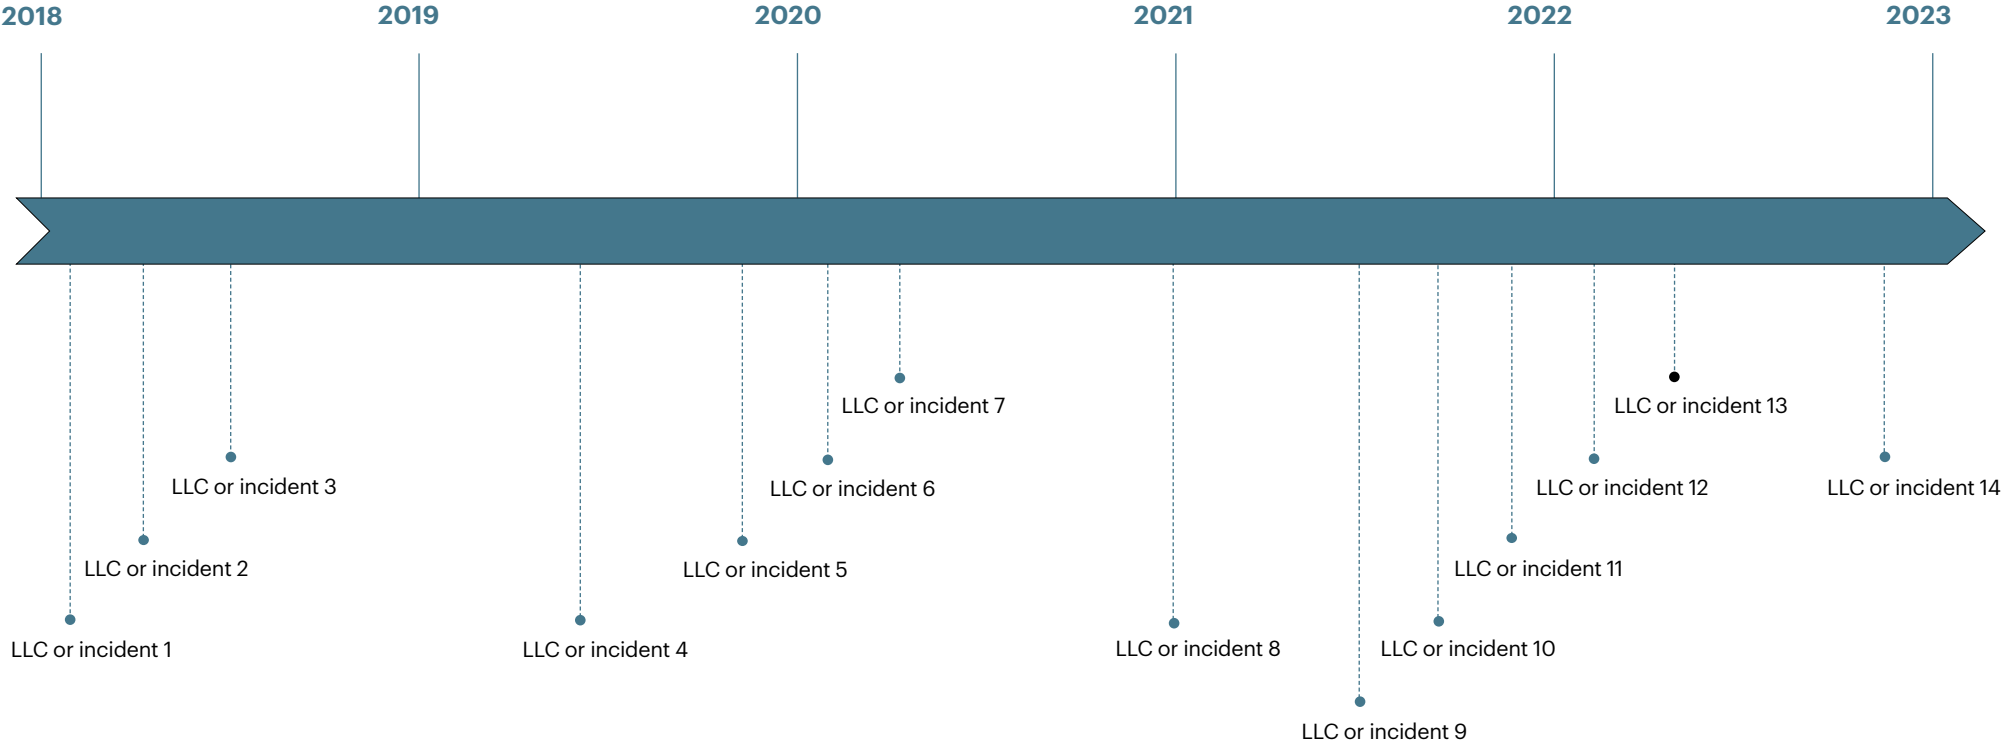 2018
2019
2020
2021
2022
2023
LLC or incident 7
LLC or incident 13
LLC or incident 3
LLC or incident 6
LLC or incident 12
LLC or incident 14
LLC or incident 2
LLC or incident 5
LLC or incident 11
LLC or incident 1
LLC or incident 4
LLC or incident 8
LLC or incident 10
LLC or incident 9